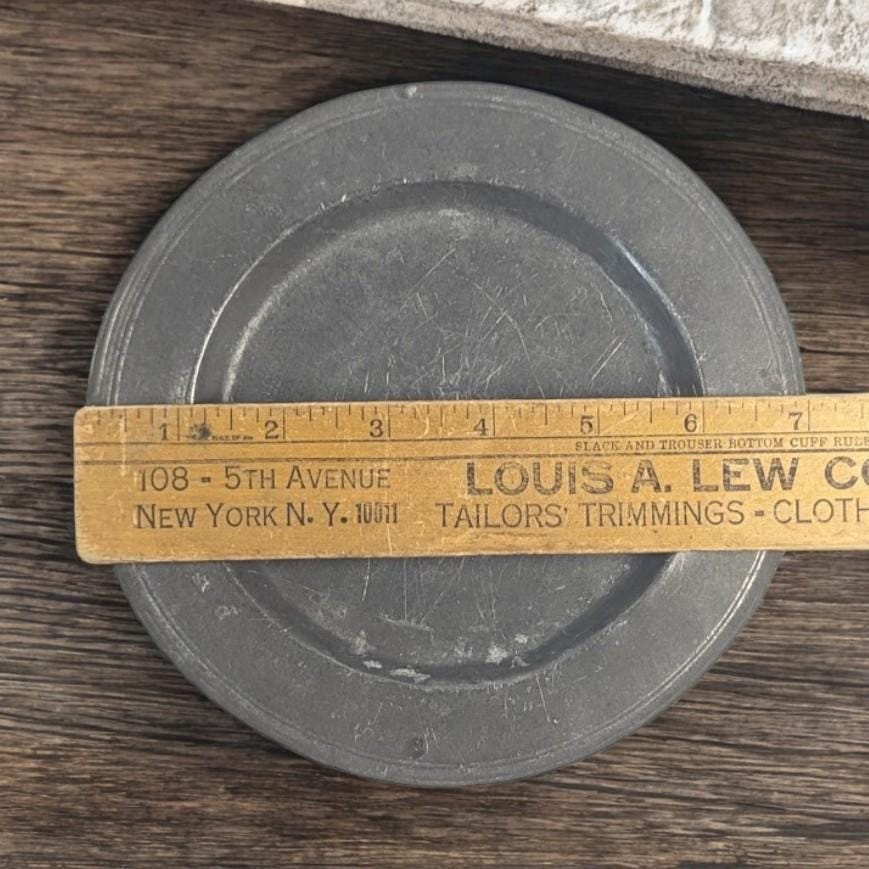 1 2 3 4 5 6 7
SLACK AND TROUSER BOTTOM CUFF RULE
108 - 5TH AVENUE LOUIS A. LEW CO
NEW YORK N. Y. 10011 TAILORS' TRIMMINGS - CLOTH